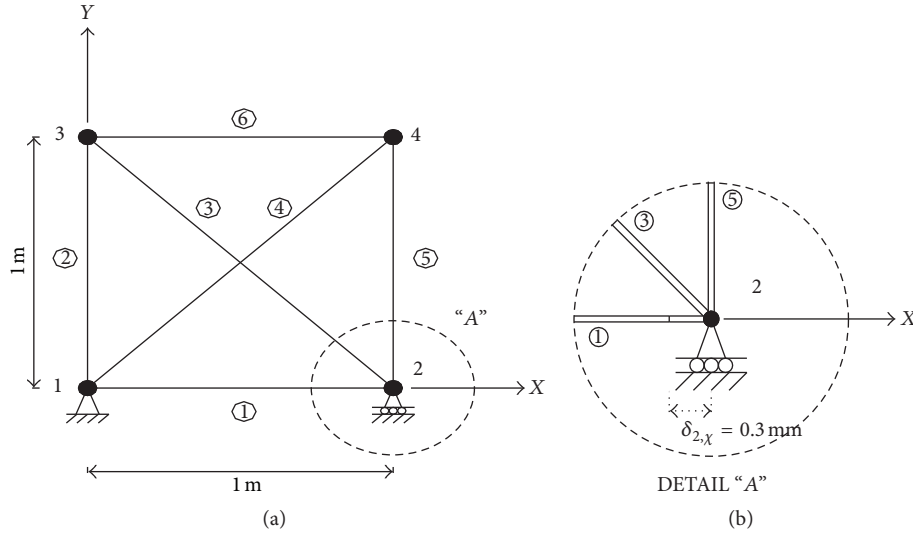 Y
3
⑥
4
③
④
②
⑤
1 m
"A"
1
2
X
①
1 m
(a)
⑤
③
2
①
X
δ2,χ = 0.3 mm
DETAIL "A"
(b)